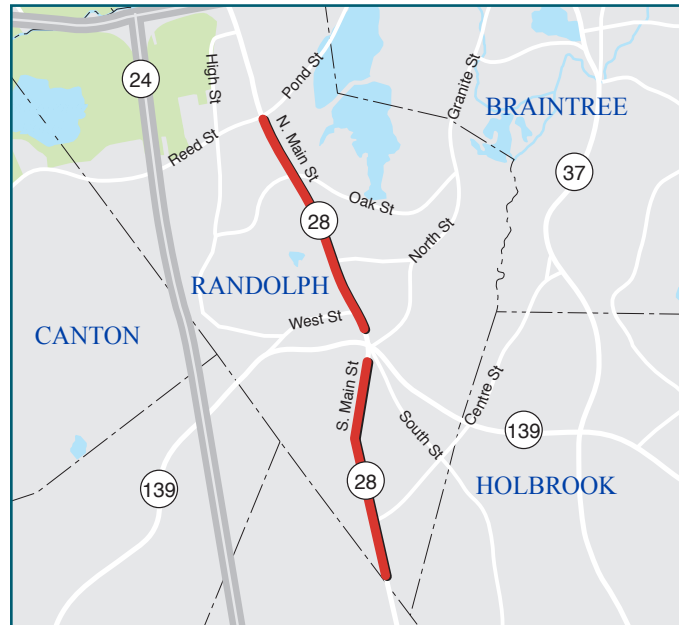 24
High St
Pond St
Granite St
BRAINTREE
Reed St
N. Main St
37
Oak St
28
North St
RANDOLPH
CANTON
West St
S. Main St
Centre St
South St
139
28
139
HOLBROOK